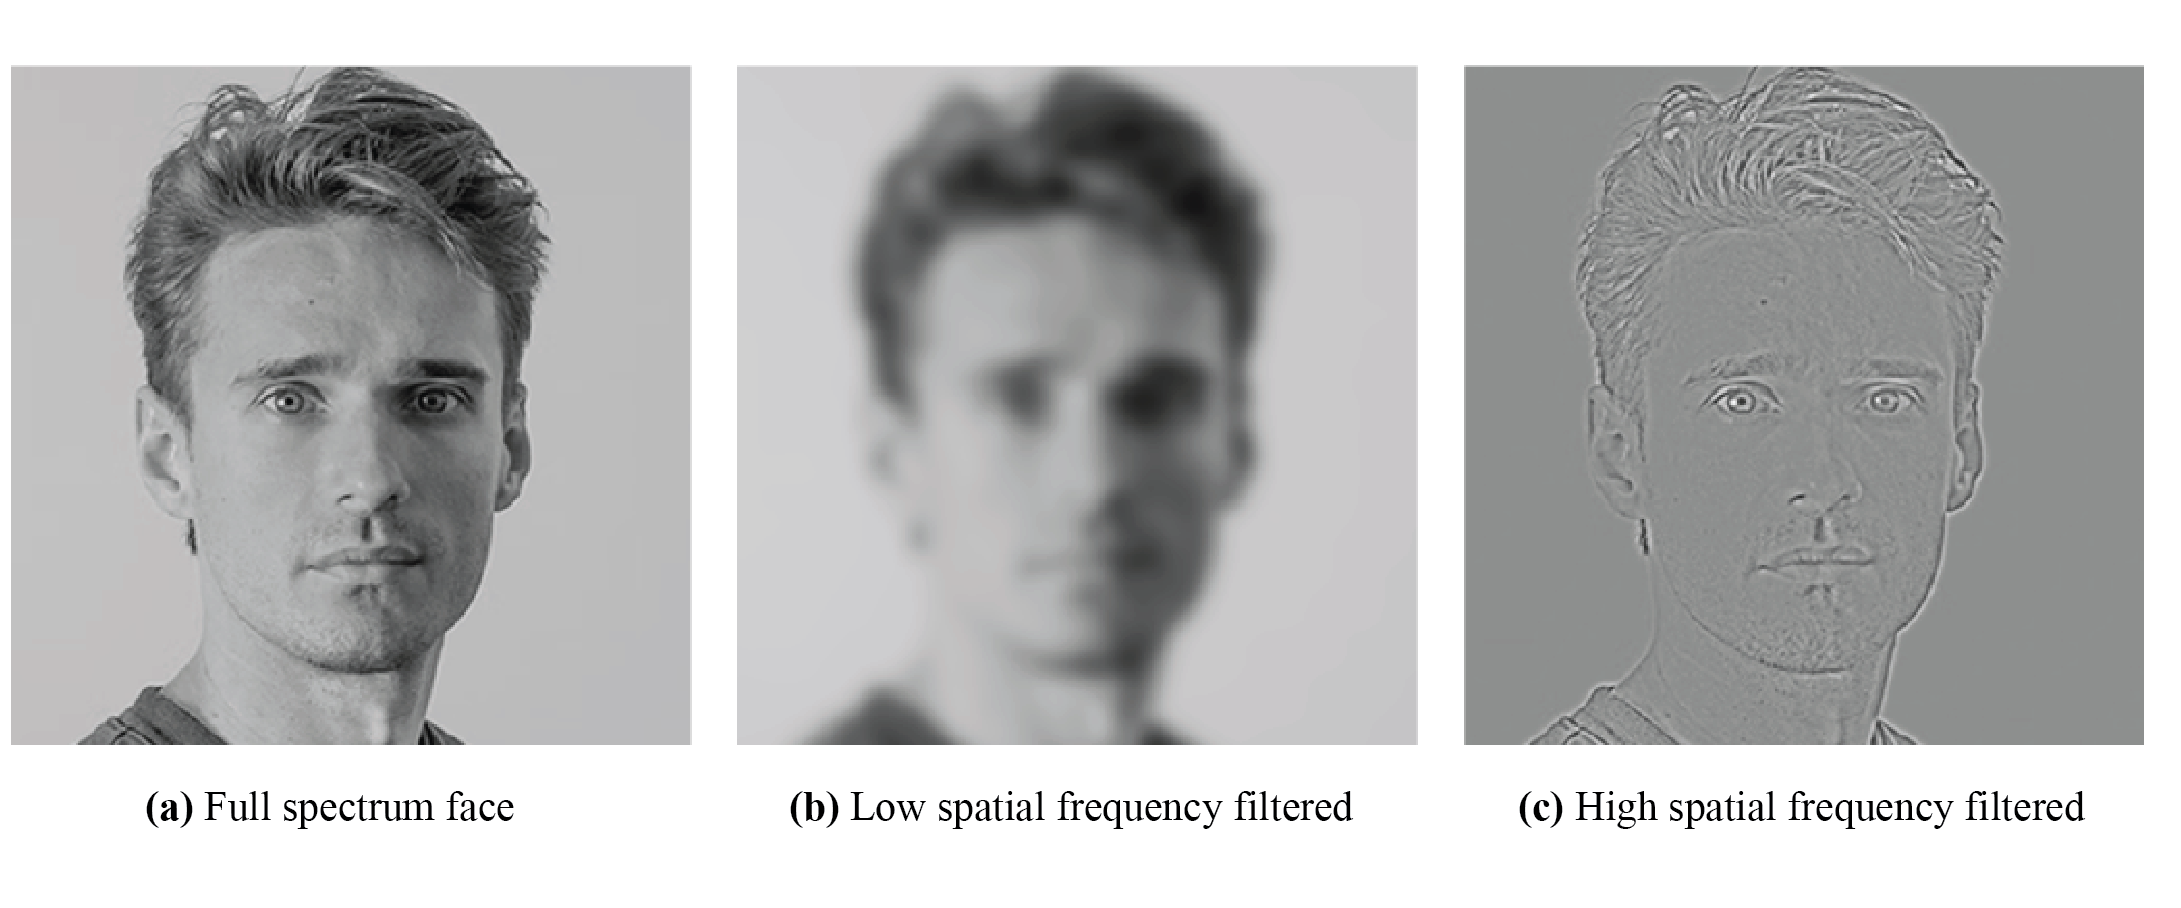 (a) Full spectrum face
(b) Low spatial frequency filtered
(c) High spatial frequency filtered